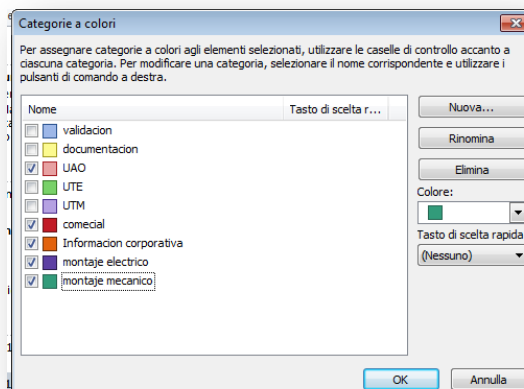 Categorie a colori
Per assegnare categorie a colori agli elementi selezionati, utilizzare le caselle di controllo accanto a
ciascuna categoria. Per modificare una categoria, selezionare il nome corrispondente e utilizzare i
pulsanti di comando a destra.
Nome Tasto di scelta r...
validacion
documentacion
UAO
UTE
UTM
comecial
Informacion corporativa
montaje electrico
montaje mecanico
Nuova...
Rinomina
Elimina
Colore:
Tasto di scelta rapida
(Nessuno)
OK Annulla